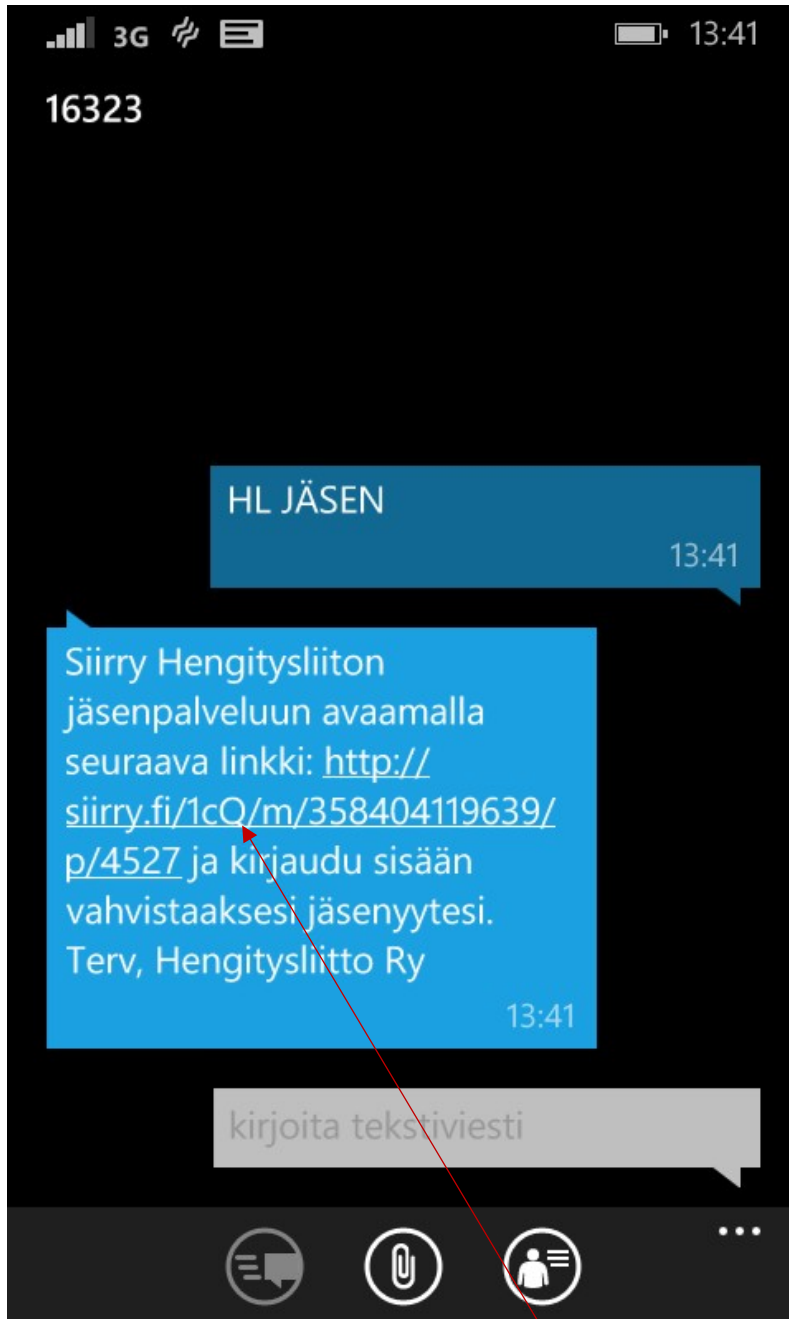 3G 13:41
16323
HL JÄSEN
13:41
Siirry Hengitysliiton
jäsenpalveluun avaamalla
seuraava linkki: http://
siirry.fi/1cQ/m/358404119639/
p/4527 ja kirjaudu sisään
vahvistaaksesi jäsenyytesi.
Terv, Hengitysliitto Ry
13:41
kirjoita tekstiviesti